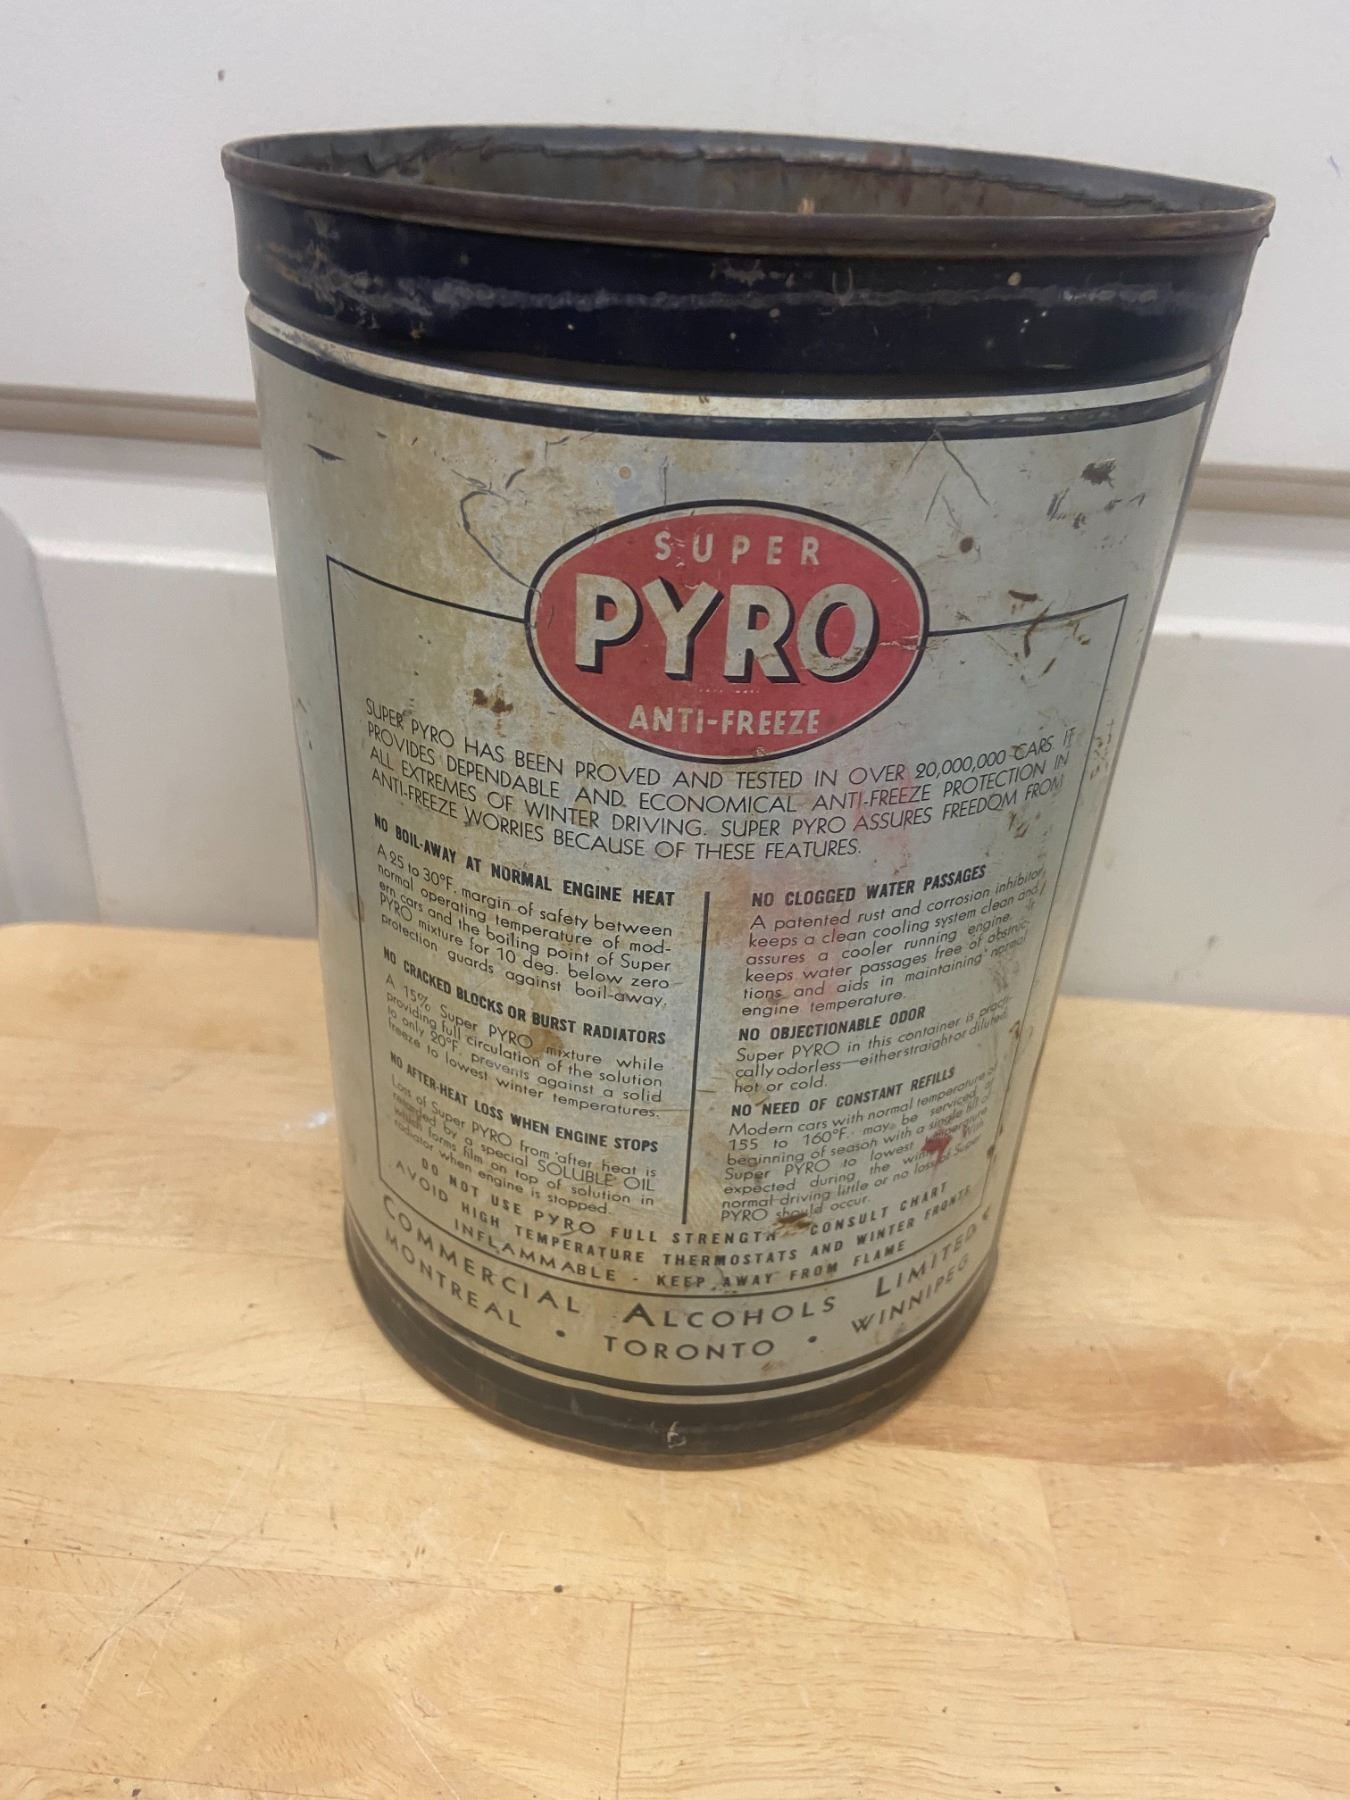 SUPER
PYRO
ANTI-FREEZE
SUPER PYRO HAS BEEN PROVED AND TESTED IN OVER 20,000,000 CARS. IT
PROVIDES DEPENDABLE AND ECONOMICAL ANTI-FREEZE PROTECTION IN
ALL EXTREMES OF WINTER DRIVING. SUPER PYRO ASSURES FREEDOM FROM
ANTI-FREEZE WORRIES BECAUSE OF THESE FEATURES.
NO BOIL-AWAY AT NORMAL ENGINE HEAT
A 25 to 30°F. margin of safety between
normal operating temperature of mod-
ern cars and the boiling point of Super
PYRO mixture for 10 deg. below zero
protection guards against boil-away.
NO CRACKED BLOCKS OR BURST RADIATORS
A 15% Super PYRO mixture while
providing full circulation of the solution
to only 20°F. prevents against a solid
freeze to lowest winter temperatures.
NO AFTER-HEAT LOSS WHEN ENGINE STOPS
Loss of Super PYRO from after heat is
retarded by a special SOLUBLE OIL
which forms film on top of solution in
radiator when engine is stopped.
NO CLOGGED WATER PASSAGES
A patented rust and corrosion inhibitor
keeps a clean cooling system clean and
assures a cooler running engine. It
keeps water passages free of obstruc-
tions and aids in maintaining normal
engine temperature.
NO OBJECTIONABLE ODOR
Super PYRO in this container is practi-
cally odorless—either straight or diluted
hot or cold.
NO NEED OF CONSTANT REFILLS
Modern cars with normal temperature of
155 to 160°F. may be serviced at
beginning of season with a single fill of
Super PYRO to lowest temperature
expected during the winter. With
normal driving little or no loss of Super
PYRO should occur.
DO NOT USE PYRO FULL STRENGTH - CONSULT CHART
AVOID HIGH TEMPERATURE THERMOSTATS AND WINTER FRONTS
INFLAMMABLE - KEEP AWAY FROM FLAME
COMMERCIAL ALCOHOLS LIMITED
MONTREAL • TORONTO • WINNIPEG